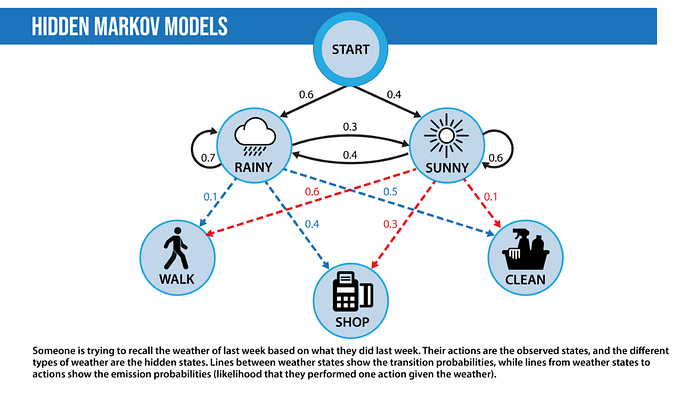 HIDDEN MARKOV MODELS
START
0.6
0.4
0.3
0.7
0.4
0.6
RAINY
SUNNY
0.1
0.6
0.5
0.1
0.4
0.3
WALK
CLEAN
SHOP
Someone is trying to recall the weather of last week based on what they did last week. Their actions are the observed states, and the different
types of weather are the hidden states. Lines between weather states show the transition probabilities, while lines from weather states to
actions show the emission probabilities (likelihood that they performed one action given the weather).